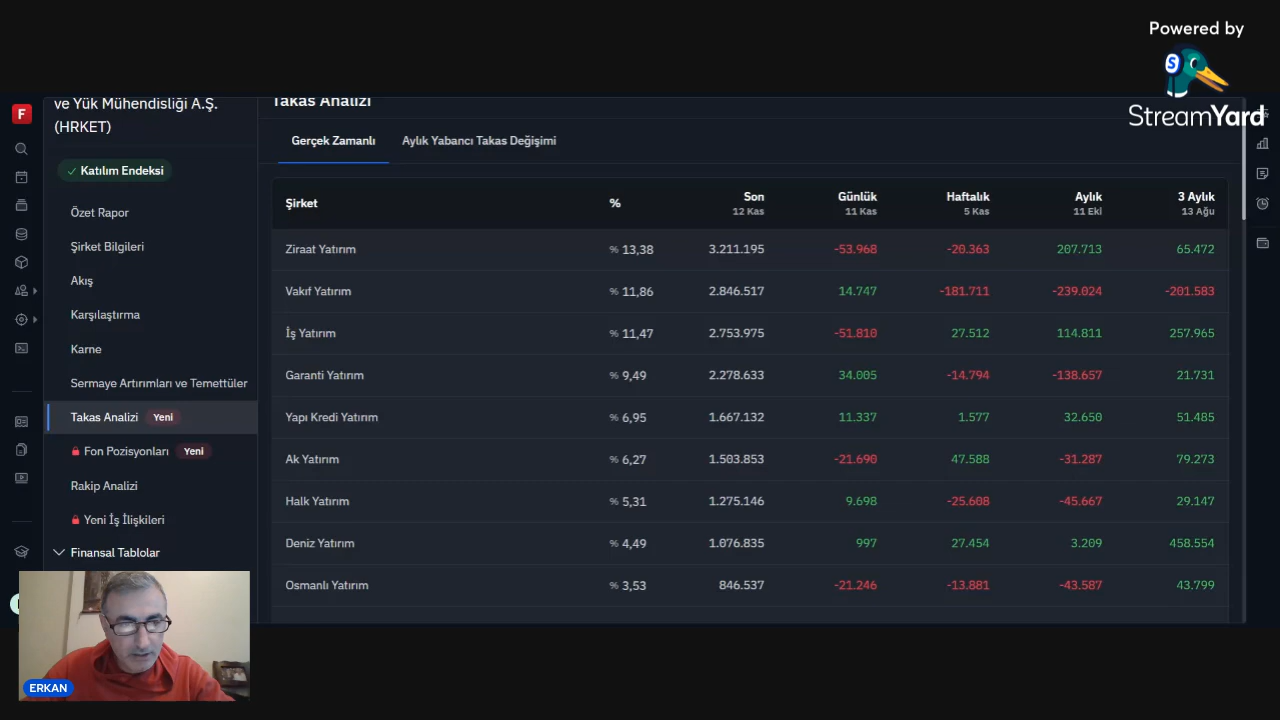 Powered by
StreamYard
F
ve Yük Mühendisliği A.Ş.
(HRKET)
Katılım Endeksi
Özet Rapor
Şirket Bilgileri
Akış
Karşılaştırma
Karne
Sermaye Artırımları ve Temettüler
Takas Analizi Yeni
Fon Pozisyonları Yeni
Rakip Analizi
Yeni İş İlişkileri
Finansal Tablolar
Takas Analizi
Gerçek Zamanlı Aylık Yabancı Takas Değişimi
Şirket % Son Günlük Haftalık Aylık 3 Aylık
12 Kas 11 Kas 5 Kas 11 Eki 13 Ağu
Ziraat Yatırım % 13,38 3.211.195 -53.968 -20.363 207.713 65.472
Vakıf Yatırım % 11,86 2.846.517 14.747 -181.711 -239.024 -201.583
İş Yatırım % 11,47 2.753.975 -51.810 27.512 114.811 257.965
Garanti Yatırım % 9,49 2.278.633 34.005 -14.794 -138.657 21.731
Yapı Kredi Yatırım % 6,95 1.667.132 11.337 1.577 32.650 51.485
Ak Yatırım % 6,27 1.503.853 -21.690 47.588 -31.287 79.273
Halk Yatırım % 5,31 1.275.146 9.698 -25.608 -45.667 29.147
Deniz Yatırım % 4,49 1.076.835 997 27.454 3.209 458.554
Osmanlı Yatırım % 3,53 846.537 -21.246 -13.881 -43.587 43.799
ERKAN